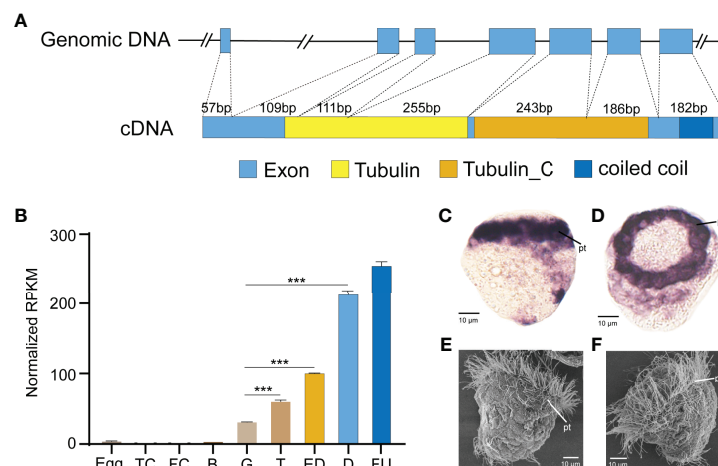 A
Genomic DNA
57bp 109bp 111bp 255bp 243bp 186bp 182bp
cDNA
Exon Tubulin Tubulin_C coiled coil
B
Normalized RPKM
300
200
100
0
***
***
***
Egg TC FC B G T ED D EU
C
pt
10 μm
D
10 μm
E
pt
10 μm
F
10 μm